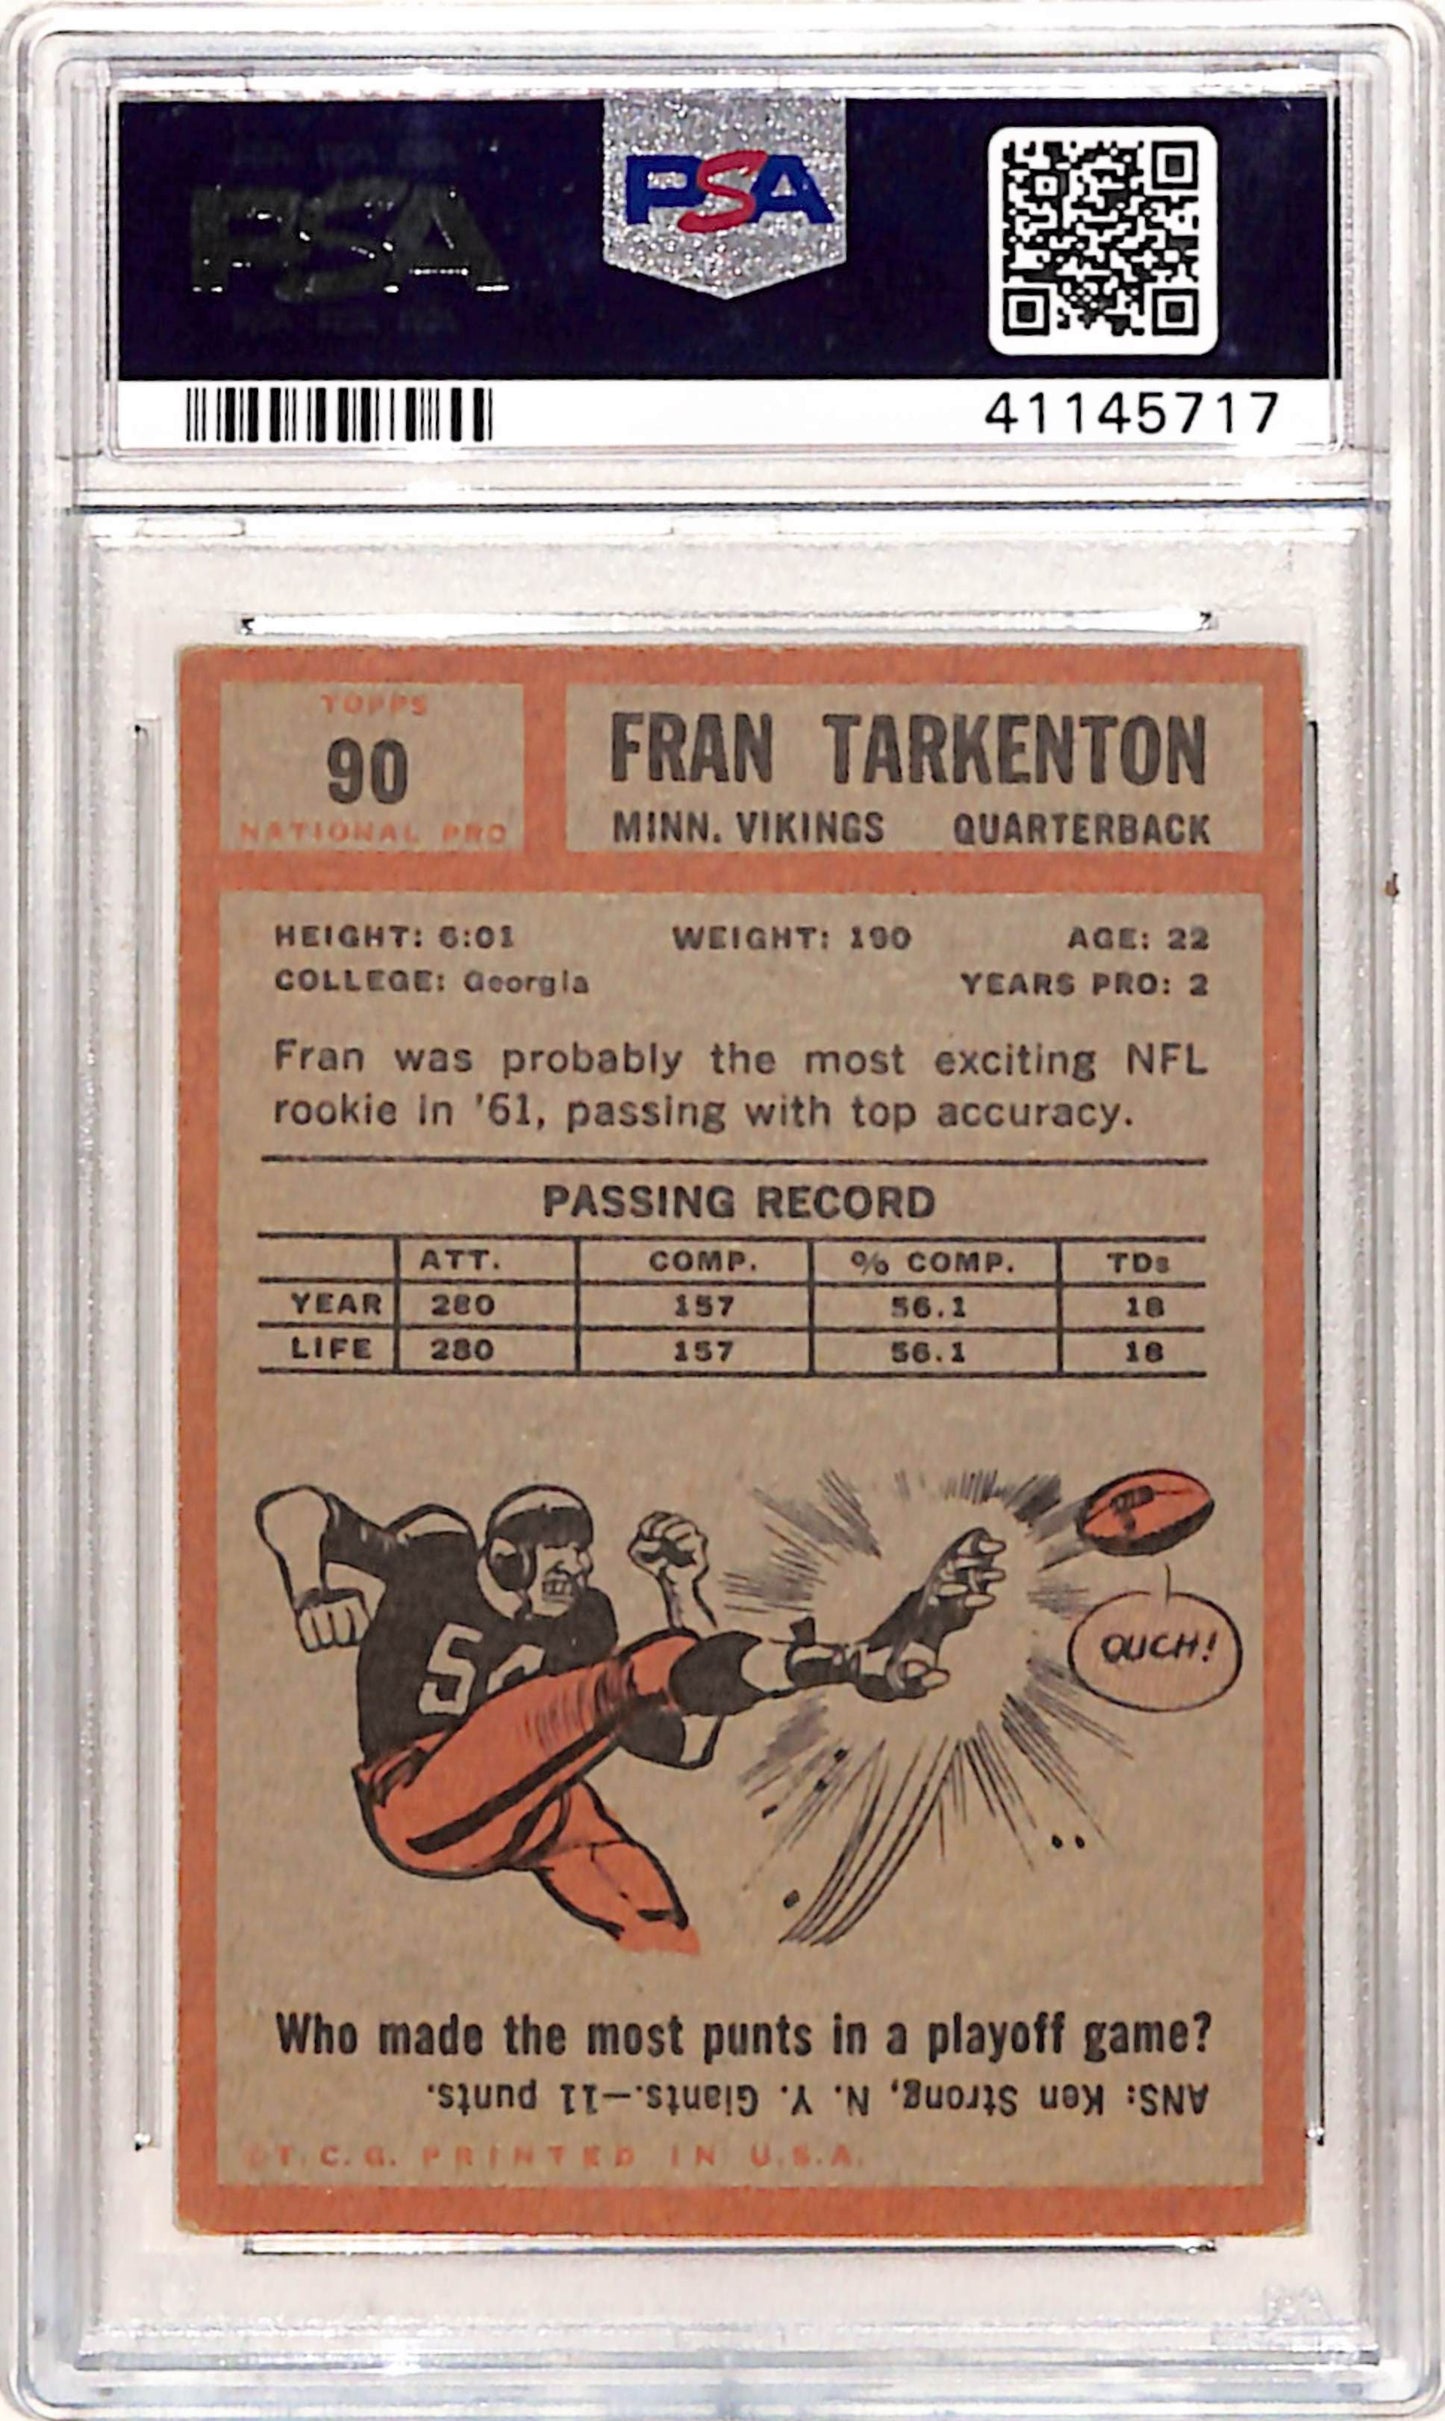 PSA
PSA
41145717
TOPPS
90
NATIONAL PRO
FRAN TARKENTON
MINN. VIKINGS QUARTERBACK
HEIGHT: 6:01 WEIGHT: 190 AGE: 22
COLLEGE: Georgia YEARS PRO: 2
Fran was probably the most exciting NFL
rookie in '61, passing with top accuracy.
PASSING RECORD
ATT. COMP. % COMP. TDs
YEAR 280 157 56.1 18
LIFE 280 157 56.1 18
OUCH!
Who made the most punts in a playoff game?
ANS: Ken Strong, N. Y. Giants.—11 punts.
©T.C.G. PRINTED IN U.S.A.